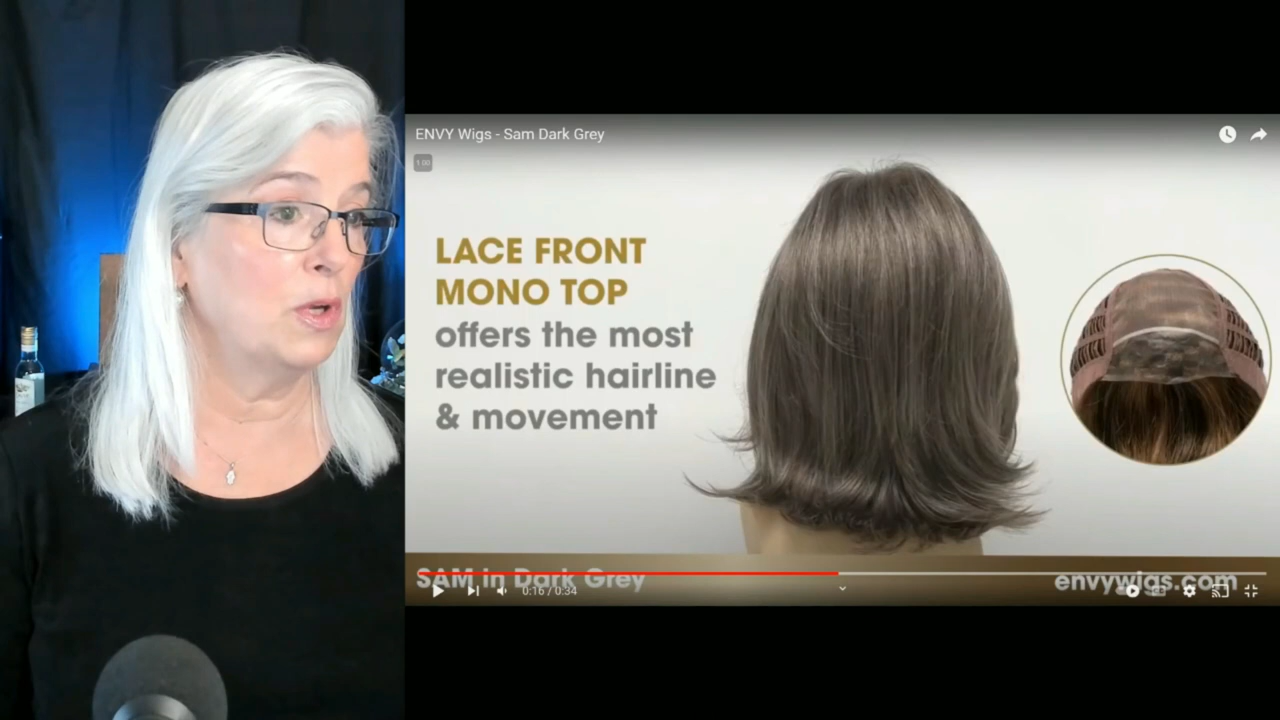 ENVY Wigs - Sam Dark Grey
LACE FRONT
MONO TOP
offers the most
realistic hairline
& movement
SAM in Dark Grey
envywigs.com
0:16 / 0:34